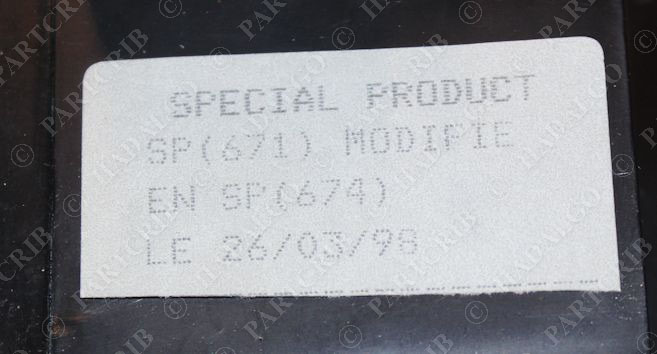 SPECIAL PRODUCT
SP(671) MODIFIE
EN SP(674)
LE 26/03/98